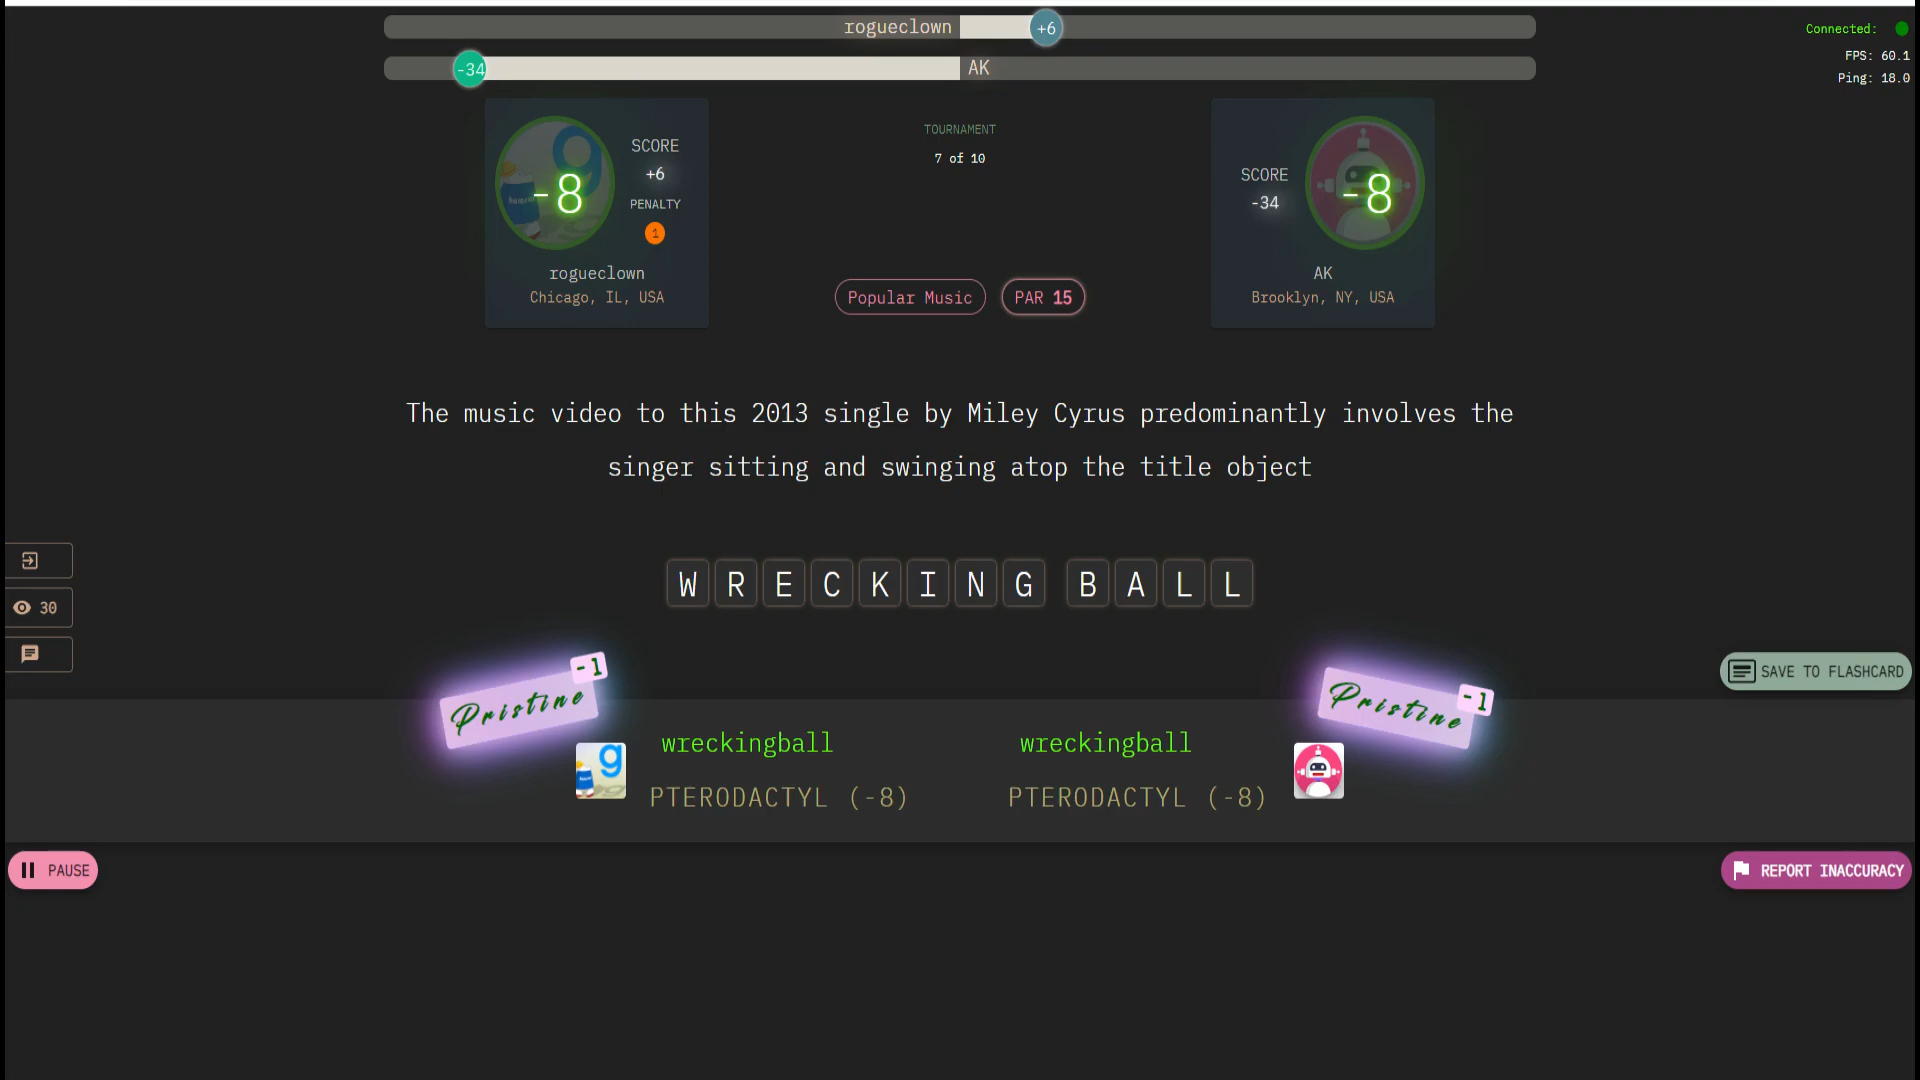 rogueclown +6
-34 AK
Connected:
FPS: 60.1
Ping: 18.0
-8
SCORE
+6
PENALTY
1
rogueclown
Chicago, IL, USA
TOURNAMENT
7 of 10
Popular Music PAR 15
SCORE
-34
-8
AK
Brooklyn, NY, USA
The music video to this 2013 single by Miley Cyrus predominantly involves the
singer sitting and swinging atop the title object
WRECKING BALL
30
Pristine -1
wreckingball
PTERODACTYL (-8)
Pristine -1
wreckingball
PTERODACTYL (-8)
SAVE TO FLASHCARD
PAUSE
REPORT INACCURACY